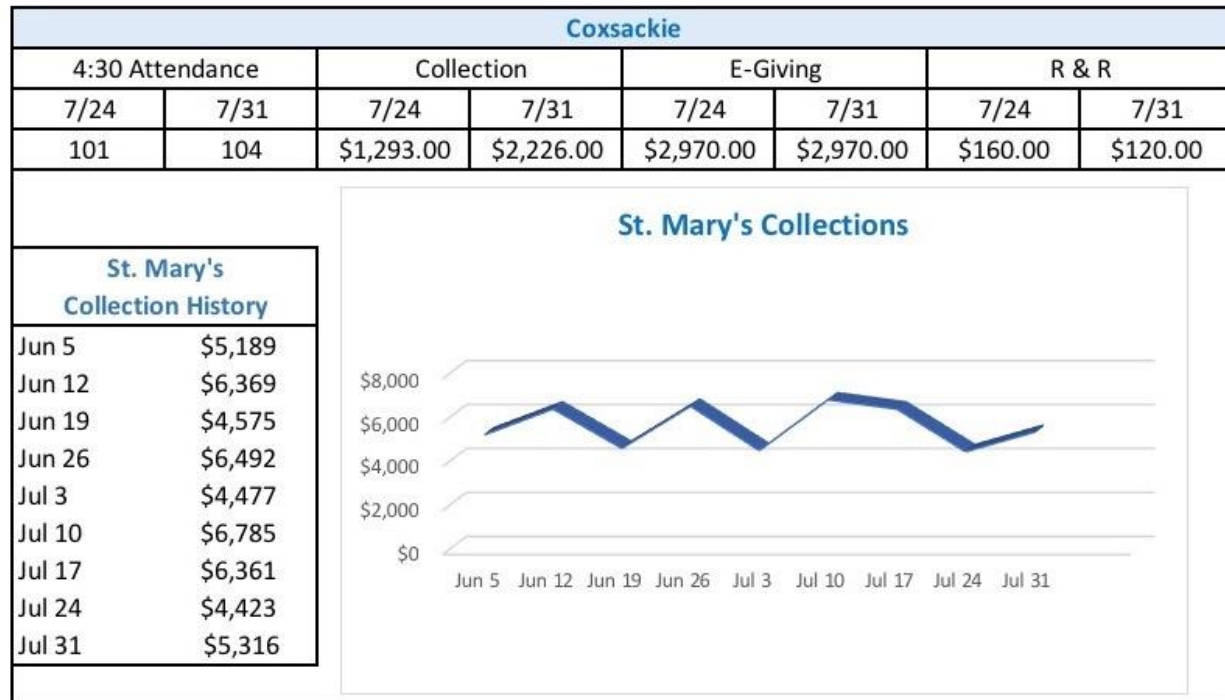 Coxsackie
4:30 Attendance Collection E-Giving R & R
7/24 7/31 7/24 7/31 7/24 7/31 7/24 7/31
101 104 $1,293.00 $2,226.00 $2,970.00 $2,970.00 $160.00 $120.00
St. Mary's
Collection History
Jun 5 $5,189
Jun 12 $6,369
Jun 19 $4,575
Jun 26 $6,492
Jul 3 $4,477
Jul 10 $6,785
Jul 17 $6,361
Jul 24 $4,423
Jul 31 $5,316
St. Mary's Collections
$8,000
$6,000
$4,000
$2,000
$0
Jun 5 Jun 12 Jun 19 Jun 26 Jul 3 Jul 10 Jul 17 Jul 24 Jul 31